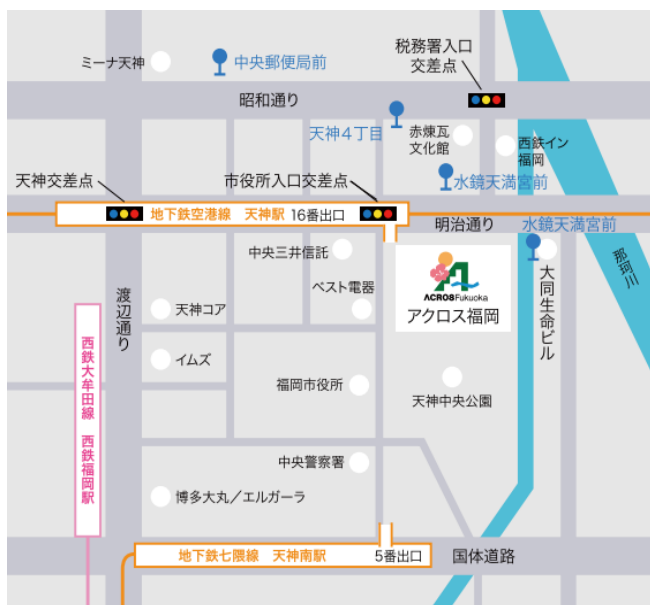 ミーナ天神
中央郵便局前
税務署入口
交差点
昭和通り
天神4丁目
赤煉瓦
文化館
西鉄イン
福岡
水鏡天満宮前
天神交差点
市役所入口交差点
地下鉄空港線 天神駅 16番出口
明治通り
水鏡天満宮前
中央三井信託
ベスト電器
ACROS Fukuoka
アクロス福岡
那珂川
大同生命ビル
渡辺通り
天神コア
イムズ
福岡市役所
天神中央公園
西鉄大牟田線 西鉄福岡駅
中央警察署
博多大丸/エルガーラ
地下鉄七隈線 天神南駅 5番出口
国体道路